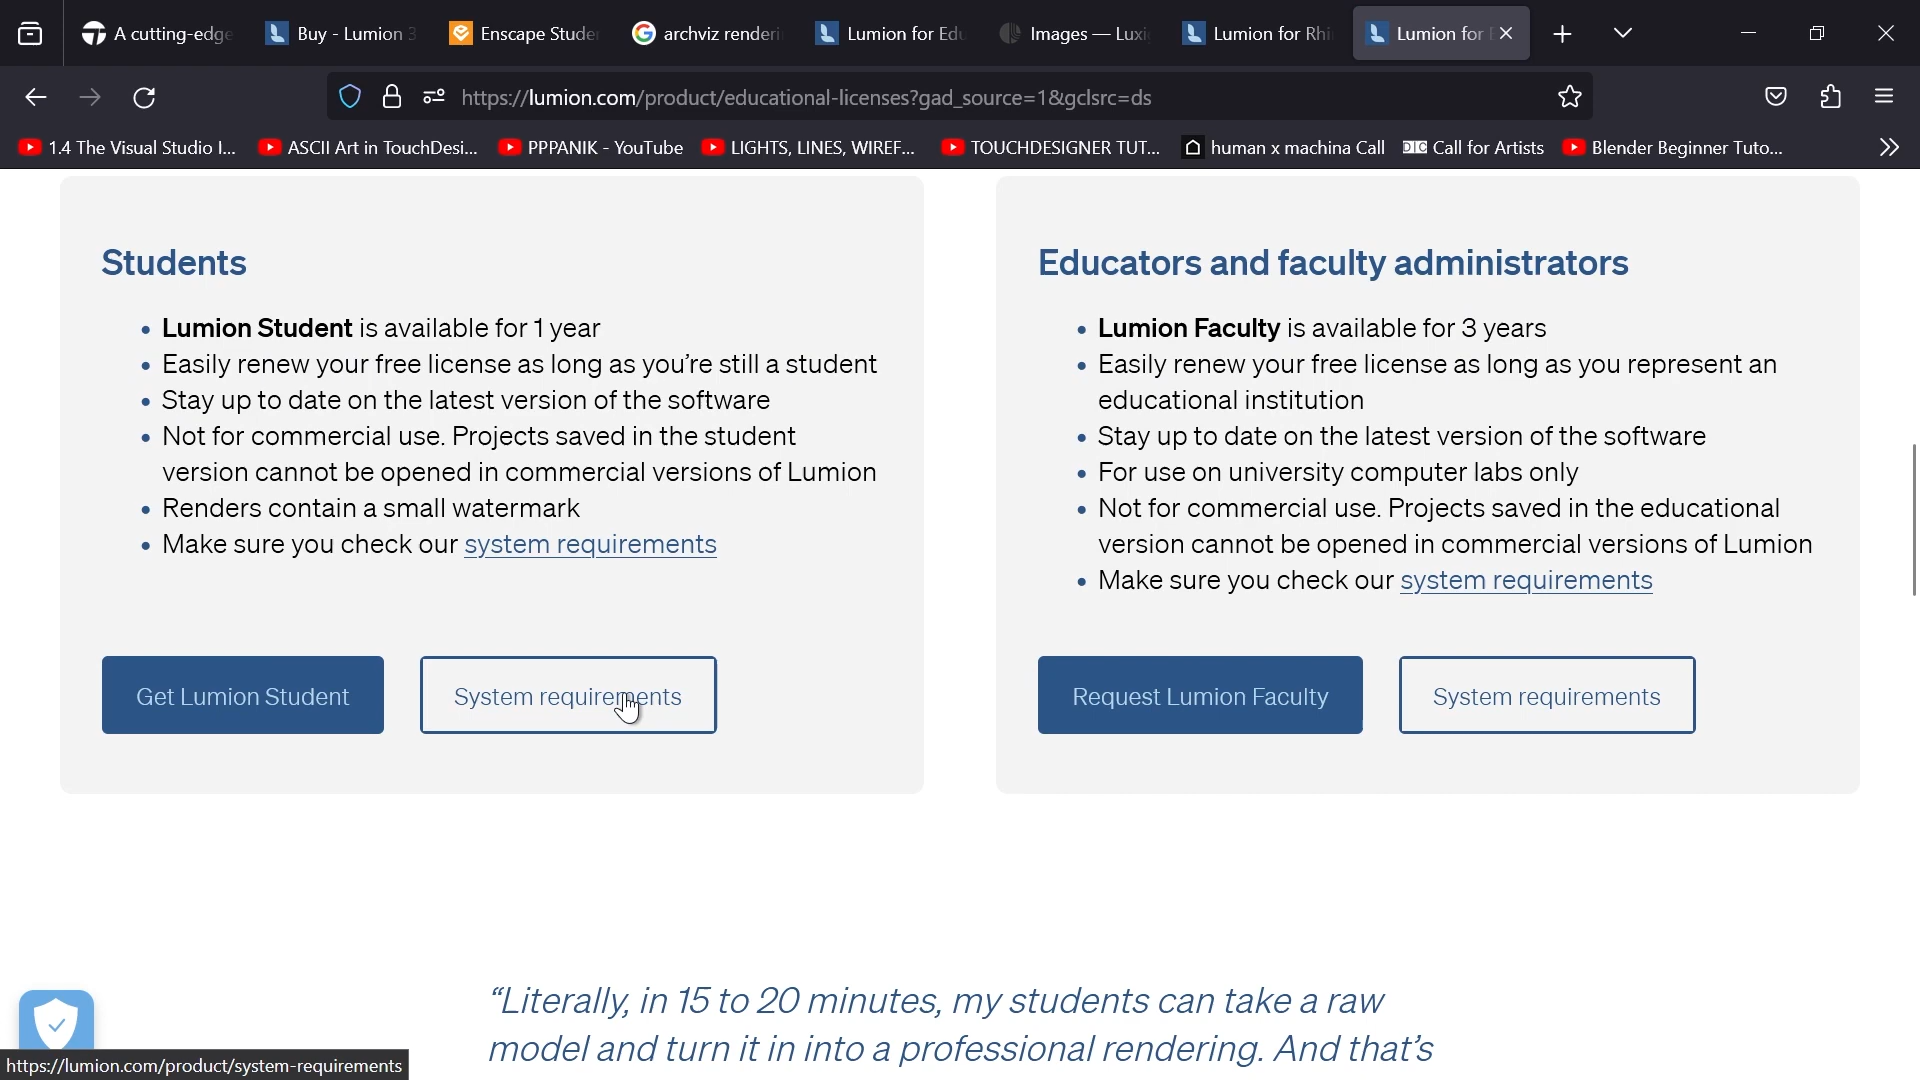 A cutting-edge
Buy - Lumion 3
Enscape Stude
archviz renderi
Lumion for Edu
Images — Luxi
Lumion for Rhi
Lumion for
https://lumion.com/product/educational-licenses?gad_source=1&gclsrc=ds
1.4 The Visual Studio I...
ASCII Art in TouchDesi...
PPPANIK - YouTube
LIGHTS, LINES, WIREF...
TOUCHDESIGNER TUT...
human x machina Call
DIC Call for Artists
Blender Beginner Tuto...
Students
Lumion Student is available for 1 year
Easily renew your free license as long as you’re still a student
Stay up to date on the latest version of the software
Not for commercial use. Projects saved in the student
version cannot be opened in commercial versions of Lumion
Renders contain a small watermark
Make sure you check our system requirements
Get Lumion Student
System requirements
Educators and faculty administrators
Lumion Faculty is available for 3 years
Easily renew your free license as long as you represent an
educational institution
Stay up to date on the latest version of the software
For use on university computer labs only
Not for commercial use. Projects saved in the educational
version cannot be opened in commercial versions of Lumion
Make sure you check our system requirements
Request Lumion Faculty
System requirements
“Literally, in 15 to 20 minutes, my students can take a raw
model and turn it in into a professional rendering. And that’s
https://lumion.com/product/system-requirements